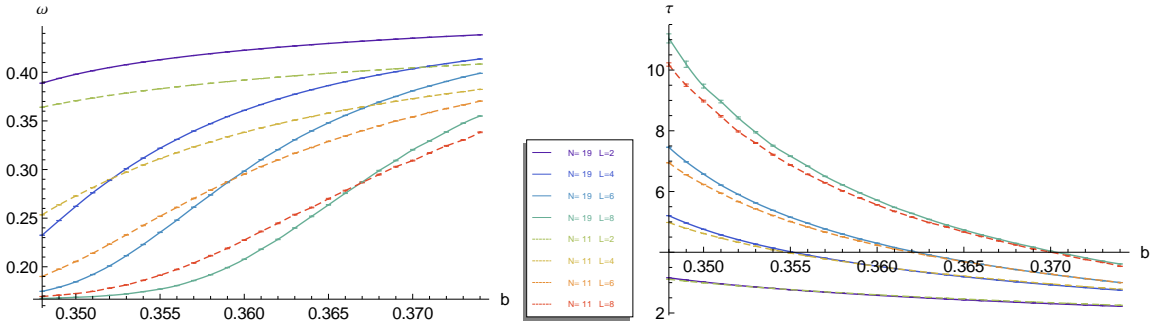 ω
0.40
0.35
0.30
0.25
0.20
0.350 0.355 0.360 0.365 0.370
b
N= 19 L=2
N= 19 L=4
N= 19 L=6
N= 19 L=8
N= 11 L=2
N= 11 L=4
N= 11 L=6
N= 11 L=8
τ
10
8
6
4
2
0.350 0.355 0.360 0.365 0.370
b